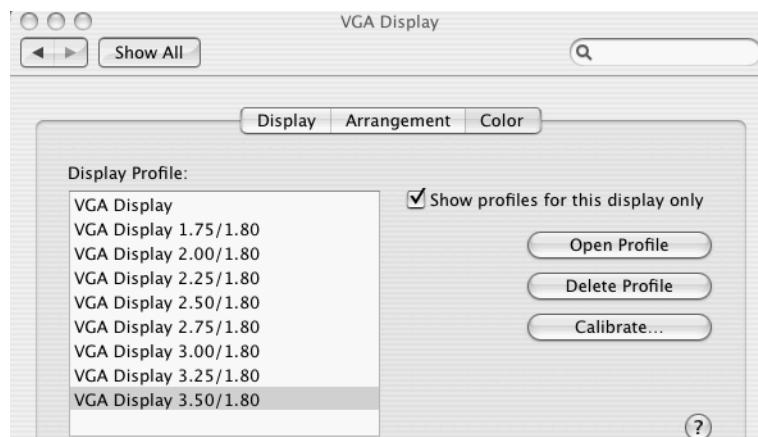 VGA Display
Show All
Display Arrangement Color
Display Profile:
Show profiles for this display only
VGA Display
VGA Display 1.75/1.80
VGA Display 2.00/1.80
VGA Display 2.25/1.80
VGA Display 2.50/1.80
VGA Display 2.75/1.80
VGA Display 3.00/1.80
VGA Display 3.25/1.80
VGA Display 3.50/1.80
Open Profile
Delete Profile
Calibrate...
?